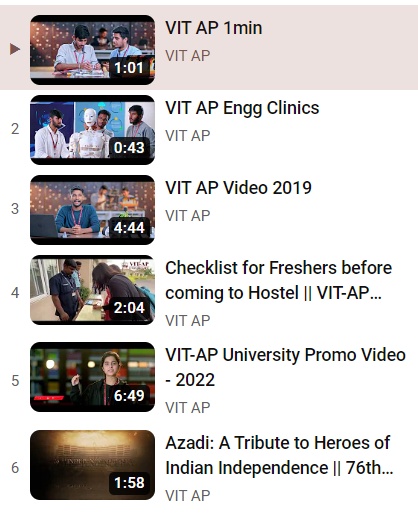 VIT AP 1min
VIT AP
1:01
2
VIT AP Engg Clinics
VIT AP
0:43
3
VIT AP Video 2019
VIT AP
4:44
4
Checklist for Freshers before
coming to Hostel || VIT-AP...
VIT AP
2:04
5
VIT-AP University Promo Video
- 2022
VIT AP
6:49
6
Azadi: A Tribute to Heroes of
Indian Independence || 76th...
VIT AP
1:58